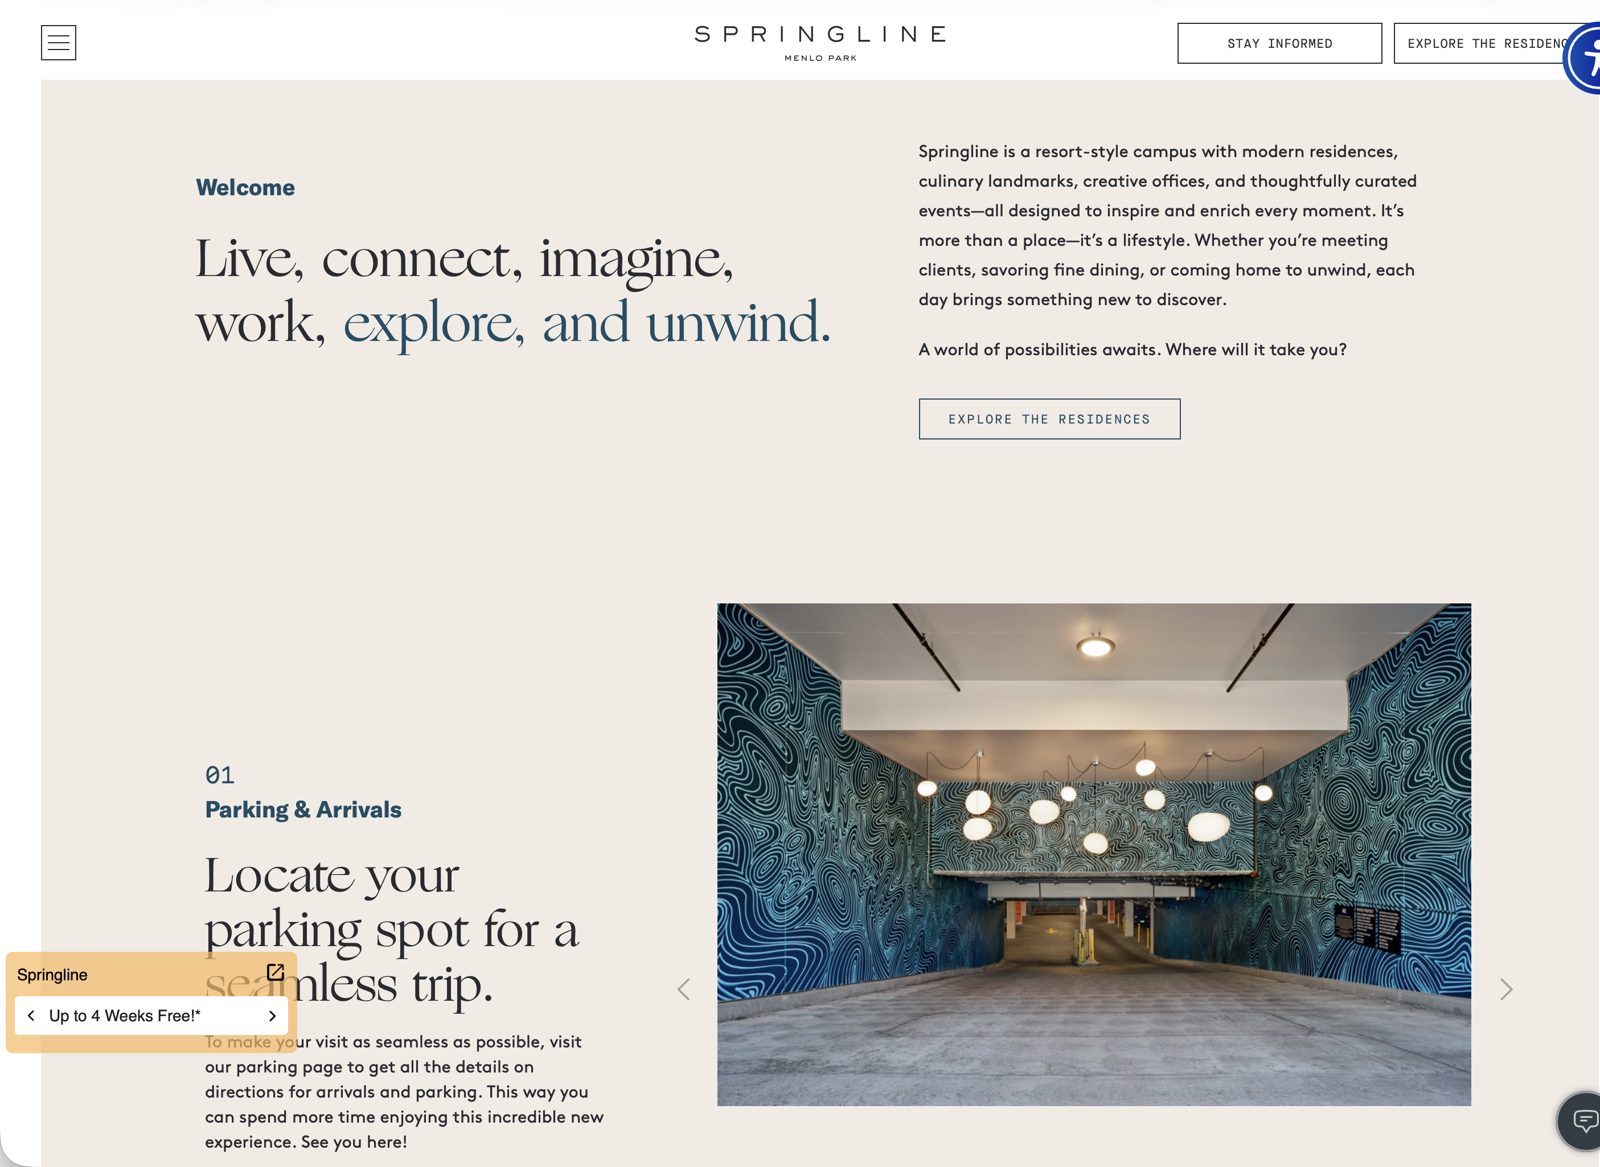 SPRINGLINE
MENLO PARK
STAY INFORMED
EXPLORE THE RESIDENC
Welcome
Live, connect, imagine,
work, explore, and unwind.
Springline is a resort-style campus with modern residences,
culinary landmarks, creative offices, and thoughtfully curated
events—all designed to inspire and enrich every moment. It’s
more than a place—it’s a lifestyle. Whether you’re meeting
clients, savoring fine dining, or coming home to unwind, each
day brings something new to discover.
A world of possibilities awaits. Where will it take you?
EXPLORE THE RESIDENCES
01
Parking & Arrivals
Locate your
parking spot for a
seamless trip.
To make your visit as seamless as possible, visit
our parking page to get all the details on
directions for arrivals and parking. This way you
can spend more time enjoying this incredible new
experience. See you here!
Springline
Up to 4 Weeks Free!*